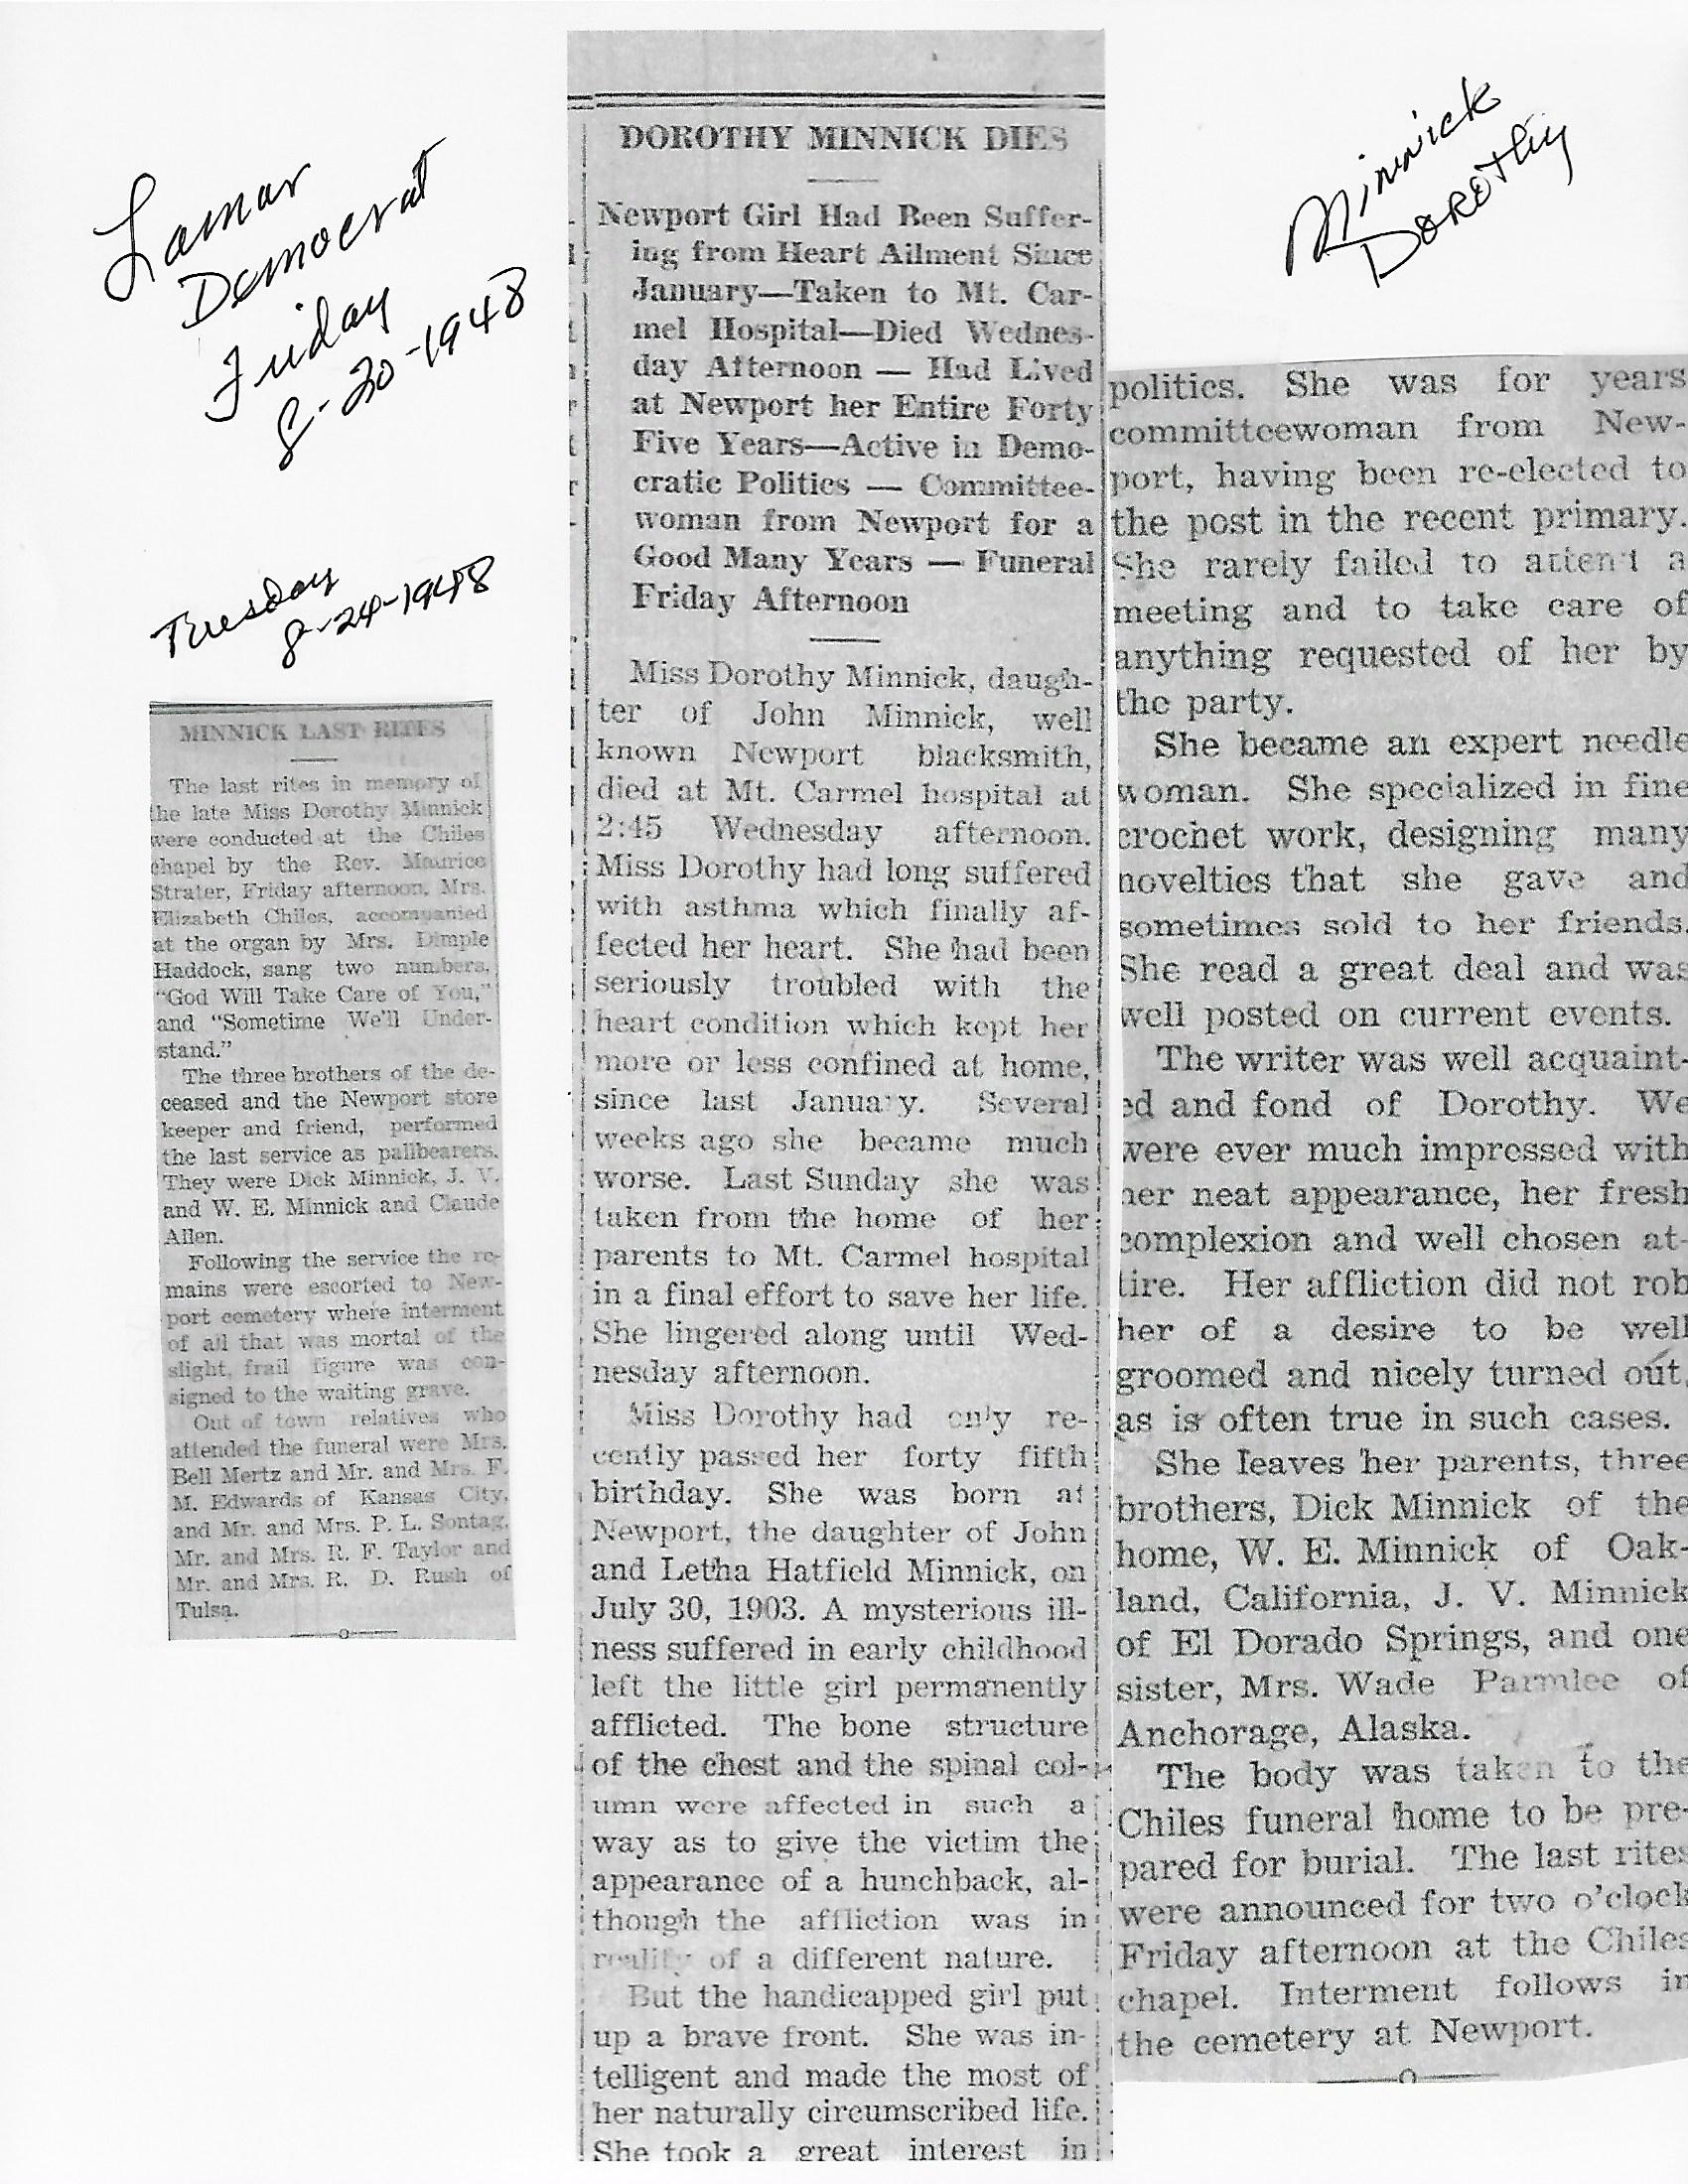 Lamar
Democrat
Friday
8-20-1948
Tuesday
8-24-1948
MINNICK LAST RITES
The last rites in memory of
the late Miss Dorothy Minnick
were conducted at the Chiles
chapel by the Rev. Maurice
Strater, Friday afternoon. Mrs.
Elizabeth Chiles, accompanied
at the organ by Mrs. Dimple
Haddock, sang two numbers,
"God Will Take Care of You,"
and "Sometime We'll Under-
stand."
The three brothers of the de-
ceased and the Newport store
keeper and friend, performed
the last service as pallbearers.
They were Dick Minnick, J. V.
and W. E. Minnick and Claude
Allen.
Following the service the re-
mains were escorted to New-
port cemetery where interment
of all that was mortal of the
slight, frail figure was con-
signed to the waiting grave.
Out of town relatives who
attended the funeral were Mrs.
Bell Mertz and Mr. and Mrs. F.
M. Edwards of Kansas City,
and Mr. and Mrs. P. L. Sontag,
Mr. and Mrs. R. F. Taylor and
Mr. and Mrs. R. D. Rush of
Tulsa.
DOROTHY MINNICK DIES
Newport Girl Had Been Suffer-
ing from Heart Ailment Since
January—Taken to Mt. Car-
mel Hospital—Died Wednes-
day Afternoon — Had Lived
at Newport her Entire Forty
Five Years—Active in Demo-
cratic Politics — Committee-
woman from Newport for a
Good Many Years — Funeral
Friday Afternoon
Miss Dorothy Minnick, daugh-
ter of John Minnick, well
known Newport blacksmith,
died at Mt. Carmel hospital at
2:45 Wednesday afternoon.
Miss Dorothy had long suffered
with asthma which finally af-
fected her heart. She had been
seriously troubled with the
heart condition which kept her
more or less confined at home,
since last January. Several
weeks ago she became much
worse. Last Sunday she was
taken from the home of her
parents to Mt. Carmel hospital
in a final effort to save her life.
She lingered along until Wed-
nesday afternoon.
Miss Dorothy had only re-
cently passed her forty fifth
birthday. She was born at
Newport, the daughter of John
and Letha Hatfield Minnick, on
July 30, 1903. A mysterious ill-
ness suffered in early childhood
left the little girl permanently
afflicted. The bone structure
of the chest and the spinal col-
umn were affected in such a
way as to give the victim the
appearance of a hunchback, al-
though the affliction was in
reality of a different nature.
But the handicapped girl put
up a brave front. She was in-
telligent and made the most of
her naturally circumscribed life.
She took a great interest in
Minnick
Dorothy
politics. She was for years
committeewoman from New-
port, having been re-elected to
the post in the recent primary.
She rarely failed to attend a
meeting and to take care of
anything requested of her by
the party.
She became an expert needle
woman. She specialized in fine
crochet work, designing many
novelties that she gave and
sometimes sold to her friends.
She read a great deal and was
well posted on current events.
The writer was well acquaint-
ed and fond of Dorothy. We
were ever much impressed with
her neat appearance, her fresh
complexion and well chosen at-
tire. Her affliction did not rob
her of a desire to be well
groomed and nicely turned out,
as is often true in such cases.
She leaves her parents, three
brothers, Dick Minnick of the
home, W. E. Minnick of Oak-
land, California, J. V. Minnick
of El Dorado Springs, and one
sister, Mrs. Wade Parmlee of
Anchorage, Alaska.
The body was taken to the
Chiles funeral home to be pre-
pared for burial. The last rites
were announced for two o'clock
Friday afternoon at the Chiles
chapel. Interment follows in
the cemetery at Newport.